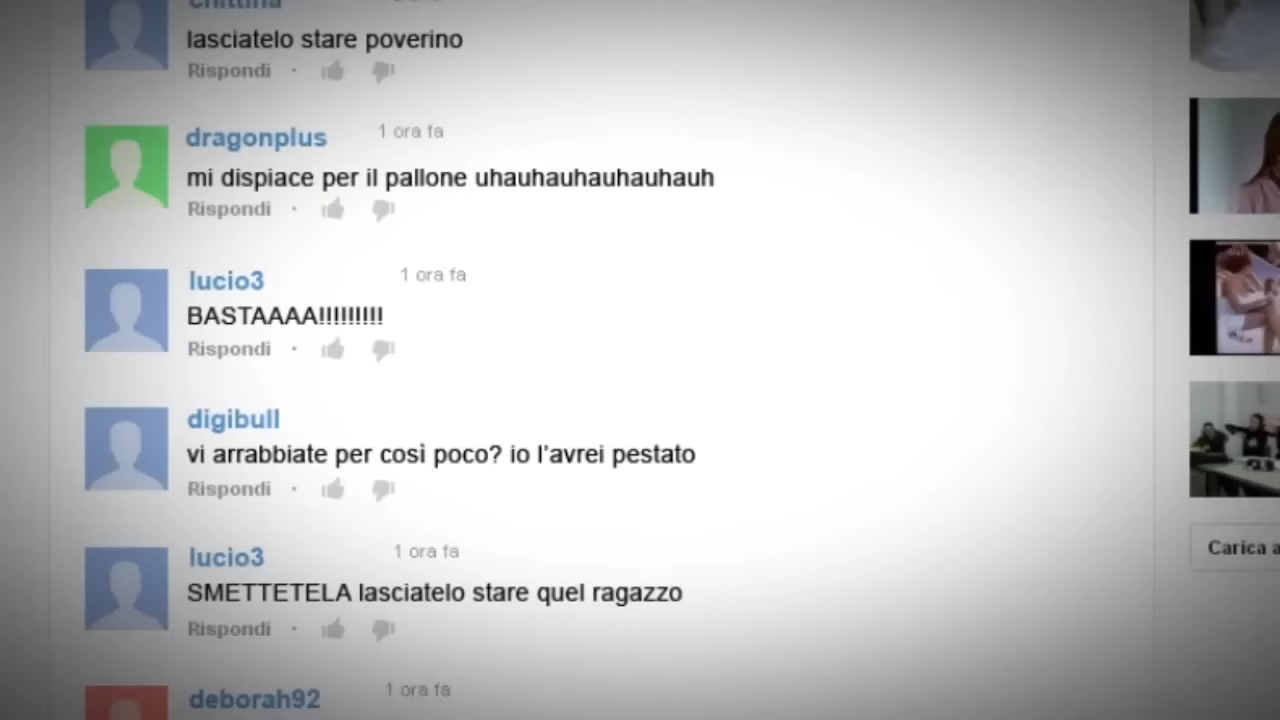 lasciatelo stare poverino
Rispondi ·
dragonplus 1 ora fa
mi dispiace per il pallone uhauhauhauhauhauh
Rispondi ·
lucio3 1 ora fa
BASTAAAA!!!!!!!!!
Rispondi ·
digibull
vi arrabbiate per così poco? io l'avrei pestato
Rispondi ·
lucio3 1 ora fa
SMETTETELA lasciatelo stare quel ragazzo
Rispondi ·
Carica a
deborah92 1 ora fa